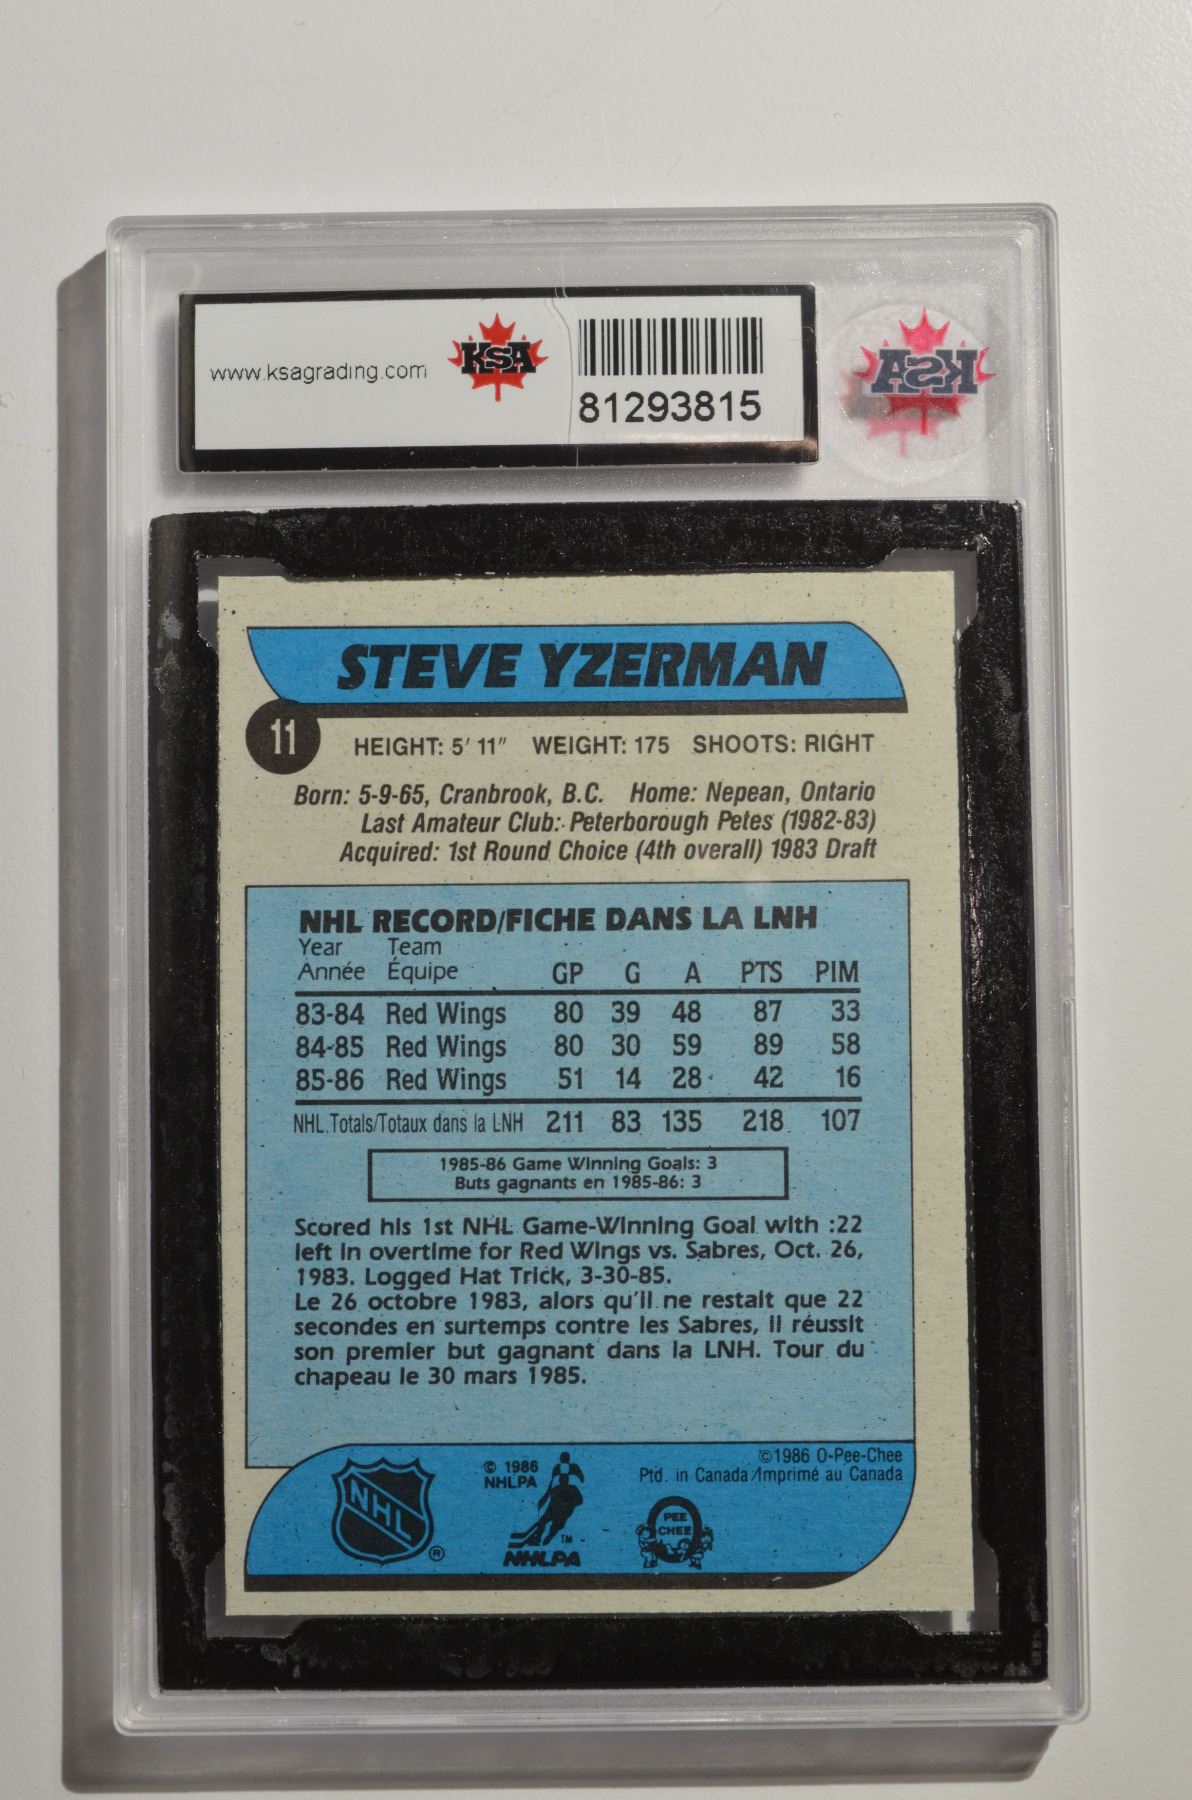 www.ksagrading.com
KSA
81293815
KSA
STEVE YZERMAN
11
HEIGHT: 5' 11" WEIGHT: 175 SHOOTS: RIGHT
Born: 5-9-65, Cranbrook, B.C. Home: Nepean, Ontario
Last Amateur Club: Peterborough Petes (1982-83)
Acquired: 1st Round Choice (4th overall) 1983 Draft
NHL RECORD/FICHE DANS LA LNH
Year Team
Année Équipe GP G A PTS PIM
83-84 Red Wings 80 39 48 87 33
84-85 Red Wings 80 30 59 89 58
85-86 Red Wings 51 14 28 42 16
NHL Totals/Totaux dans la LNH 211 83 135 218 107
1985-86 Game Winning Goals: 3
Buts gagnants en 1985-86: 3
Scored his 1st NHL Game-Winning Goal with :22
left in overtime for Red Wings vs. Sabres, Oct. 26,
1983. Logged Hat Trick, 3-30-85.
Le 26 octobre 1983, alors qu'il ne restait que 22
secondes en surtemps contre les Sabres, il réussit
son premier but gagnant dans la LNH. Tour du
chapeau le 30 mars 1985.
©1986 O-Pee-Chee
Ptd. in Canada/Imprimé au Canada
© 1986
NHLPA
NHL
®
TM
NHLPA
O
PEE
CHEE